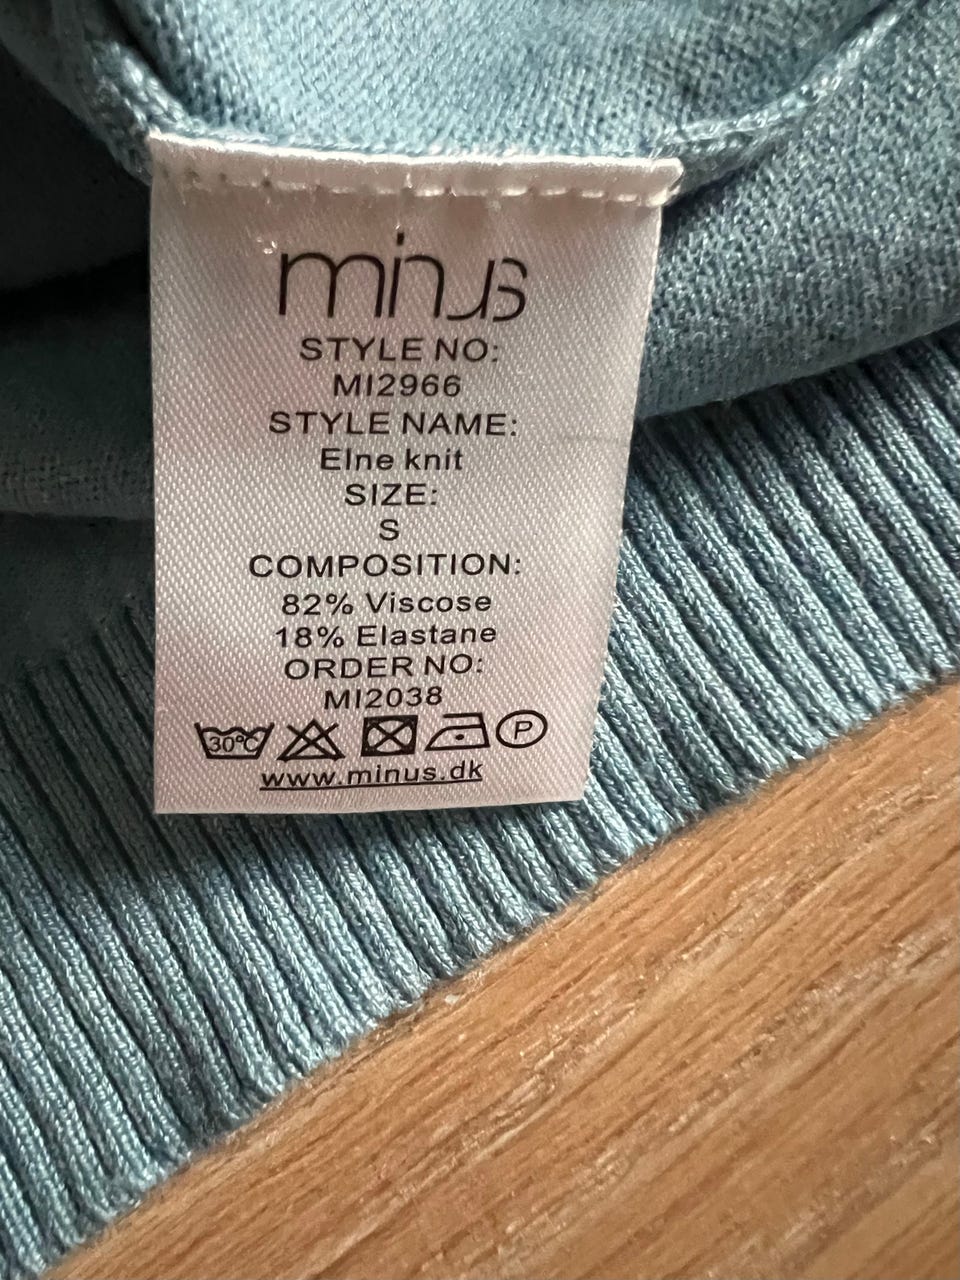 minus
STYLE NO:
MI2966
STYLE NAME:
Elne knit
SIZE:
S
COMPOSITION:
82% Viscose
18% Elastane
ORDER NO:
MI2038
30°C P
www.minus.dk